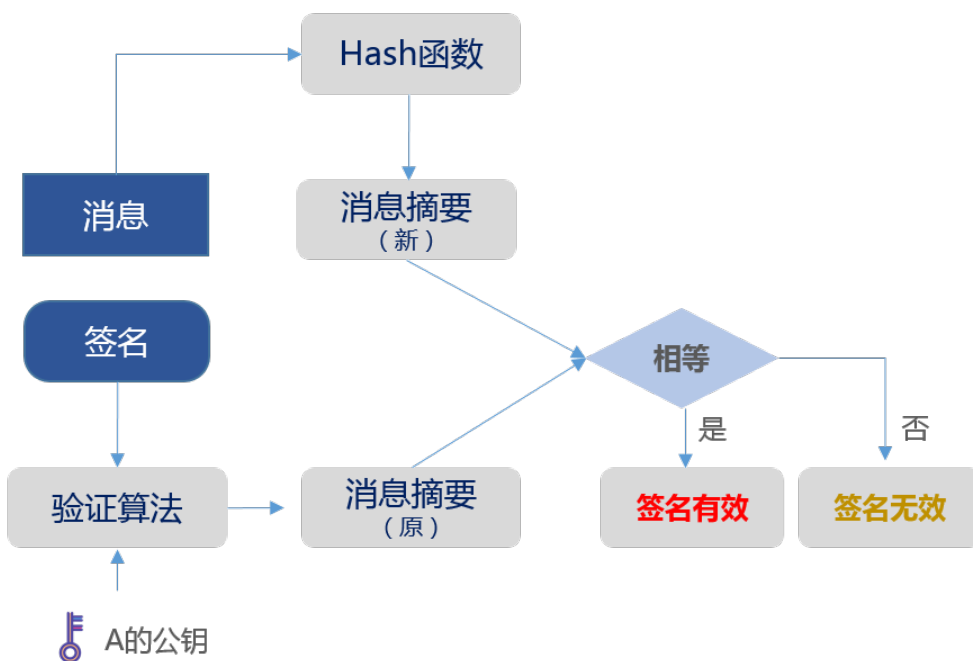 Hash函数
消息
消息摘要
（新）
签名
相等
是
否
验证算法
消息摘要
（原）
签名有效
签名无效
A的公钥